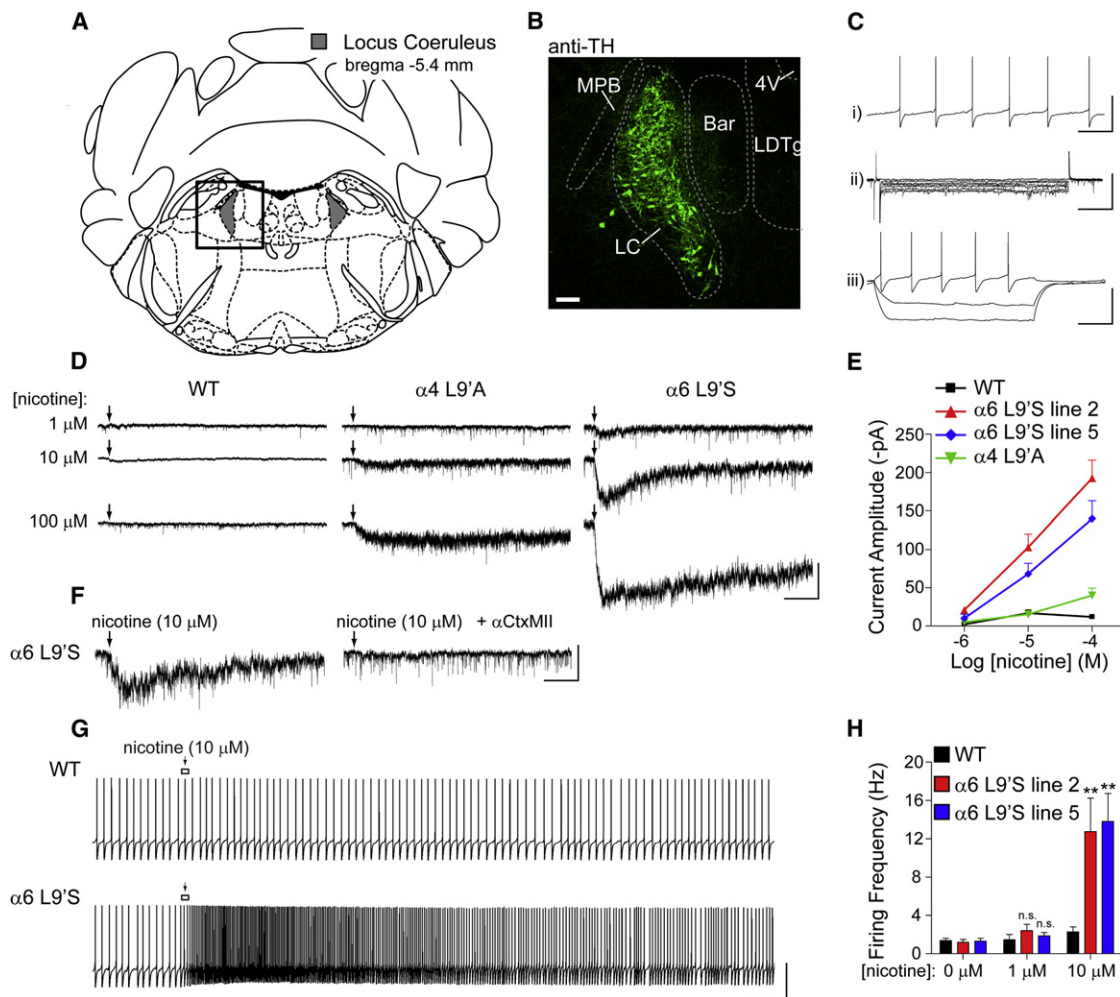 A
Locus Coeruleus
bregma -5.4 mm
B
anti-TH
MPB
4V
Bar
LDTg
LC
C
i)
ii)
iii)
D
WT
α4 L9'A
α6 L9'S
[nicotine]:
1 μM
10 μM
100 μM
E
WT
α6 L9'S line 2
α6 L9'S line 5
α4 L9'A
Current Amplitude (-pA)
250
200
150
100
50
0
-6
-5
-4
Log [nicotine] (M)
F
nicotine (10 μM)
nicotine (10 μM) + αCtxMII
α6 L9'S
G
nicotine (10 μM)
WT
α6 L9'S
H
WT
α6 L9'S line 2
α6 L9'S line 5
Firing Frequency (Hz)
20
16
12
8
4
0
n.s.
n.s.
**
**
[nicotine]: 0 μM 1 μM 10 μM